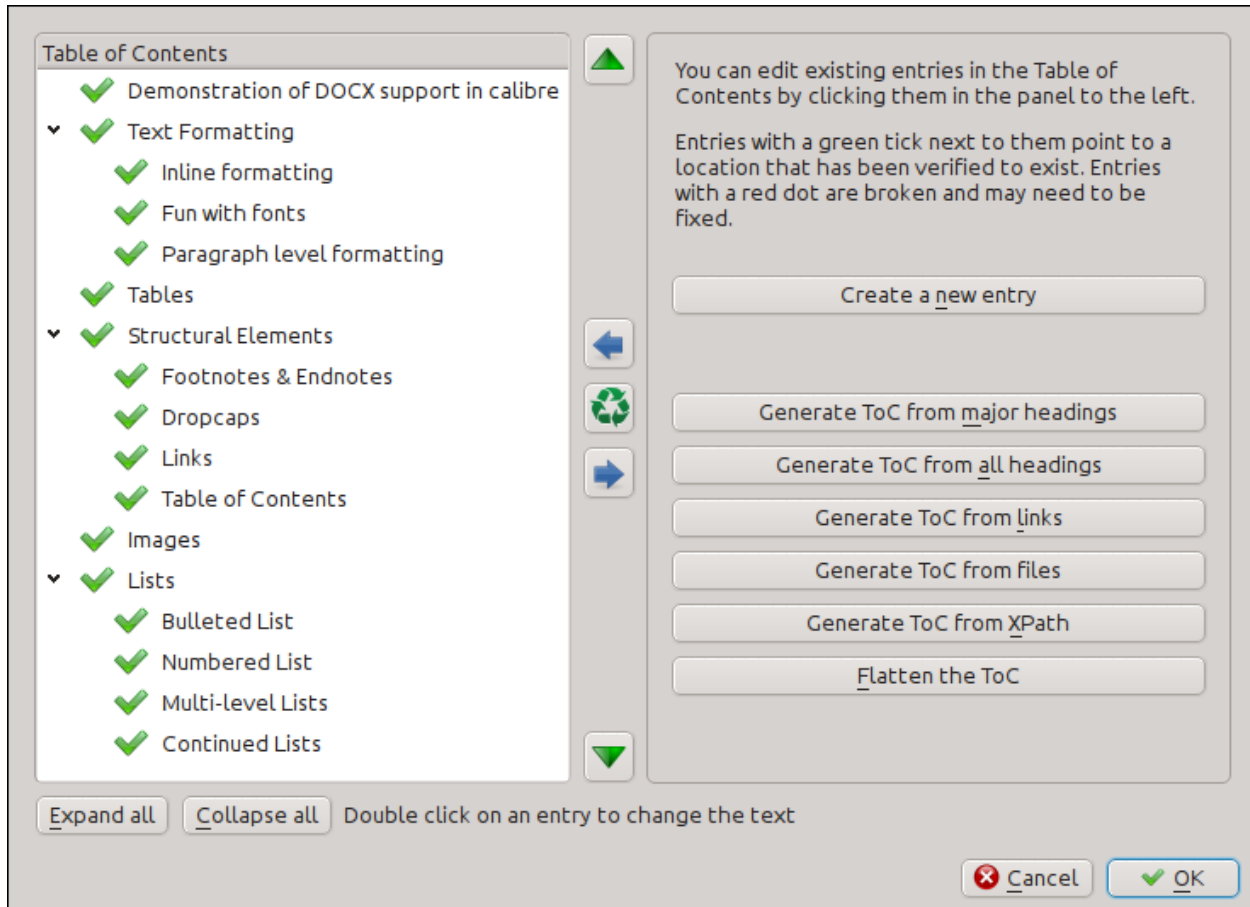 Table of Contents
Demonstration of DOCX support in calibre
Text Formatting
Inline formatting
Fun with fonts
Paragraph level formatting
Tables
Structural Elements
Footnotes & Endnotes
Dropcaps
Links
Table of Contents
Images
Lists
Bulleted List
Numbered List
Multi-level Lists
Continued Lists
You can edit existing entries in the Table of
Contents by clicking them in the panel to the left.
Entries with a green tick next to them point to a
location that has been verified to exist. Entries
with a red dot are broken and may need to be
fixed.
Create a new entry
Generate ToC from major headings
Generate ToC from all headings
Generate ToC from links
Generate ToC from files
Generate ToC from XPath
Flatten the ToC
Expand all
Collapse all
Double click on an entry to change the text
Cancel
OK